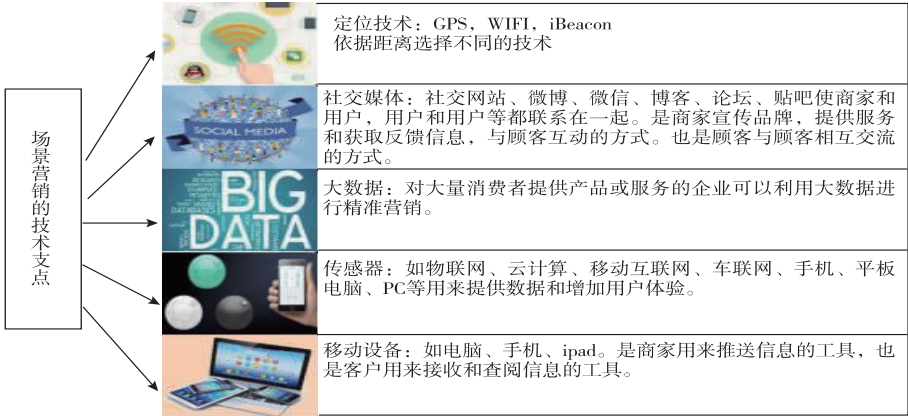 场景营销的技术支点
定位技术：GPS，WIFI，iBeacon
依据距离选择不同的技术
SOCIAL MEDIA
社交媒体：社交网站、微博、微信、博客、论坛、贴吧使商家和
用户，用户和用户等都联系在一起。是商家宣传品牌，提供服务
和获取反馈信息，与顾客互动的方式。也是顾客与顾客相互交流
的方式。
BIG
DATA
大数据：对大量消费者提供产品或服务的企业可以利用大数据进
行精准营销。
传感器：如物联网、云计算、移动互联网、车联网、手机、平板
电脑、PC等用来提供数据和增加用户体验。
移动设备：如电脑、手机、ipad。是商家用来推送信息的工具，也
是客户用来接收和查阅信息的工具。